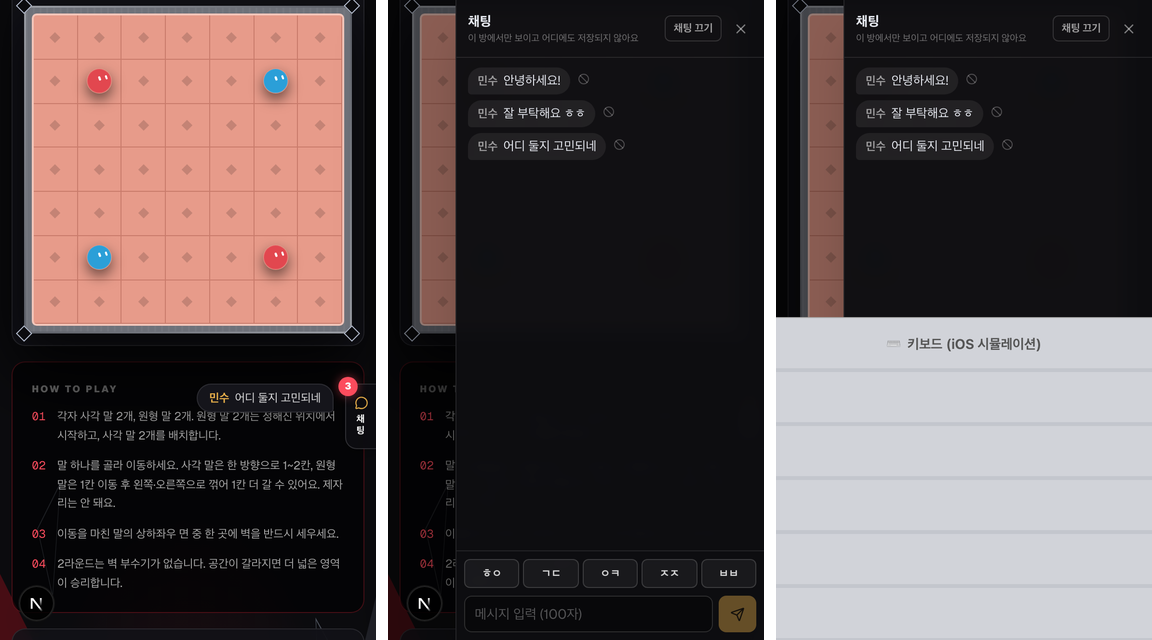 HOW TO PLAY
민수 어디 둘지 고민되네
3
채팅
01 각자 사각 말 2개, 원형 말 2개. 원형 말 2개는 정해진 위치에서
시작하고, 사각 말 2개를 배치합니다.
02 말 하나를 골라 이동하세요. 사각 말은 한 방향으로 1~2칸, 원형
말은 1칸 이동 후 왼쪽·오른쪽으로 꺾어 1칸 더 갈 수 있어요. 제자
리는 안 돼요.
03 이동을 마친 말의 상하좌우 면 중 한 곳에 벽을 반드시 세우세요.
04 2라운드는 벽 부수기가 없습니다. 공간이 갈라지면 더 넓은 영역
이 승리합니다.
N
채팅
이 방에서만 보이고 어디에도 저장되지 않아요
채팅 끄기
민수 안녕하세요!
민수 잘 부탁해요 ㅎㅎ
민수 어디 둘지 고민되네
HOW T
01 각
시
02 말
말
리
03 이
04 2라
이
N
ㅎㅇ ㄱㄷ ㅇㅋ ㅈㅈ ㅂㅂ
메시지 입력 (100자)
채팅
이 방에서만 보이고 어디에도 저장되지 않아요
채팅 끄기
민수 안녕하세요!
민수 잘 부탁해요 ㅎㅎ
민수 어디 둘지 고민되네
키보드 (iOS 시뮬레이션)